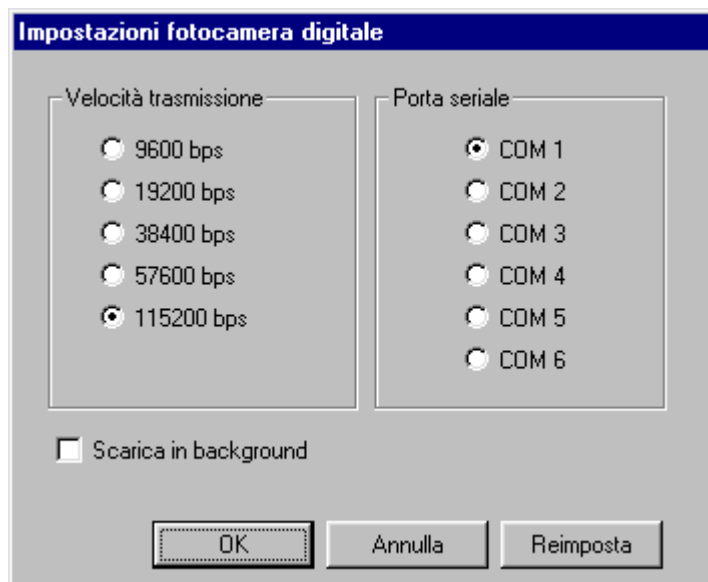 Impostazioni fotocamera digitale
Velocità trasmissione
9600 bps
19200 bps
38400 bps
57600 bps
115200 bps
Porta seriale
COM 1
COM 2
COM 3
COM 4
COM 5
COM 6
Scarica in background
OK
Annulla
Reimposta